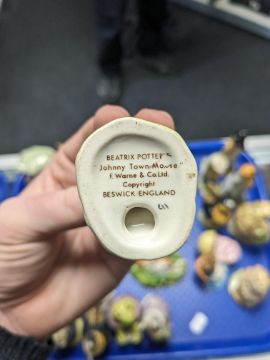 BEATRIX POTTER'S
"Johnny Town-Mouse"
F. Warne & Co. Ltd.
Copyright
BESWICK ENGLAND